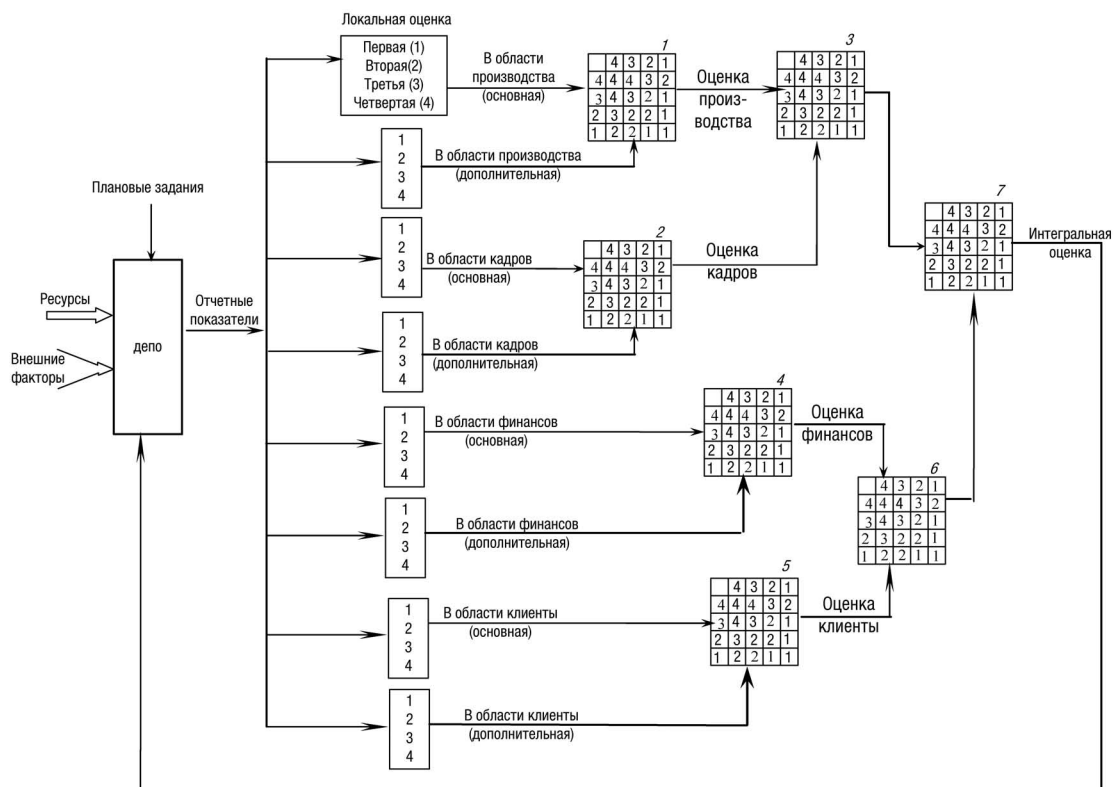 Локальная оценка
Первая (1)
Вторая(2)
Третья (3)
Четвертая (4)
В области
производства
(основная)
1
4 3 2 1
4 4 4 3 2
3 4 3 2 1
2 3 2 2 1
1 2 2 1 1
Оценка
произ-
водства
3
4 3 2 1
4 4 4 3 2
3 4 3 2 1
2 3 2 2 1
1 2 2 1 1
1
2
3
4
В области производства
(дополнительная)
Плановые задания
Ресурсы
Внешние
факторы
депо
Отчетные
показатели
1
2
3
4
В области кадров
(основная)
2
4 3 2 1
4 4 4 3 2
3 4 3 2 1
2 3 2 2 1
1 2 2 1 1
Оценка
кадров
7
4 3 2 1
4 4 4 3 2
3 4 3 2 1
2 3 2 2 1
1 2 2 1 1
Интегральная
оценка
1
2
3
4
В области кадров
(дополнительная)
1
2
3
4
В области финансов
(основная)
4
4 3 2 1
4 4 4 3 2
3 4 3 2 1
2 3 2 2 1
1 2 2 1 1
Оценка
финансов
6
4 3 2 1
4 4 4 3 2
3 4 3 2 1
2 3 2 2 1
1 2 2 1 1
1
2
3
4
В области финансов
(дополнительная)
1
2
3
4
В области клиенты
(основная)
5
4 3 2 1
4 4 4 3 2
3 4 3 2 1
2 3 2 2 1
1 2 2 1 1
Оценка
клиенты
1
2
3
4
В области клиенты
(дополнительная)